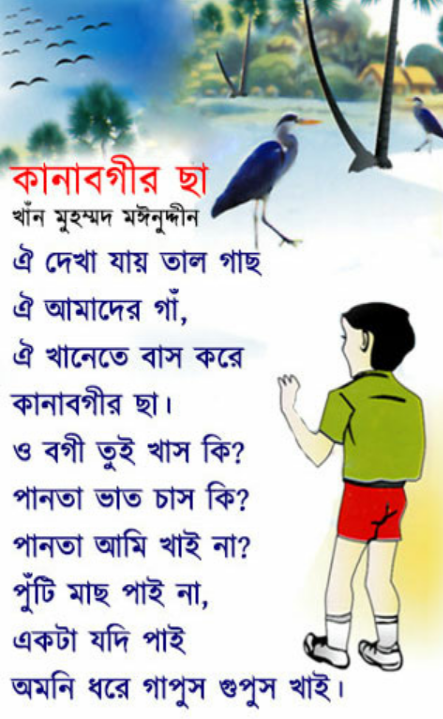 কানাবগীর ছা
খাঁন মুহম্মদ মঈনুদ্দীন
ঐ দেখা যায় তাল গাছ
ঐ আমাদের গাঁ,
ঐ খানেতে বাস করে
কানাবগীর ছা।
ও বগী তুই খাস কি?
পানতা ভাত চাস কি?
পানতা আমি খাই না?
পুঁটি মাছ পাই না,
একটা যদি পাই
অমনি ধরে গাপুস গুপুস খাই।